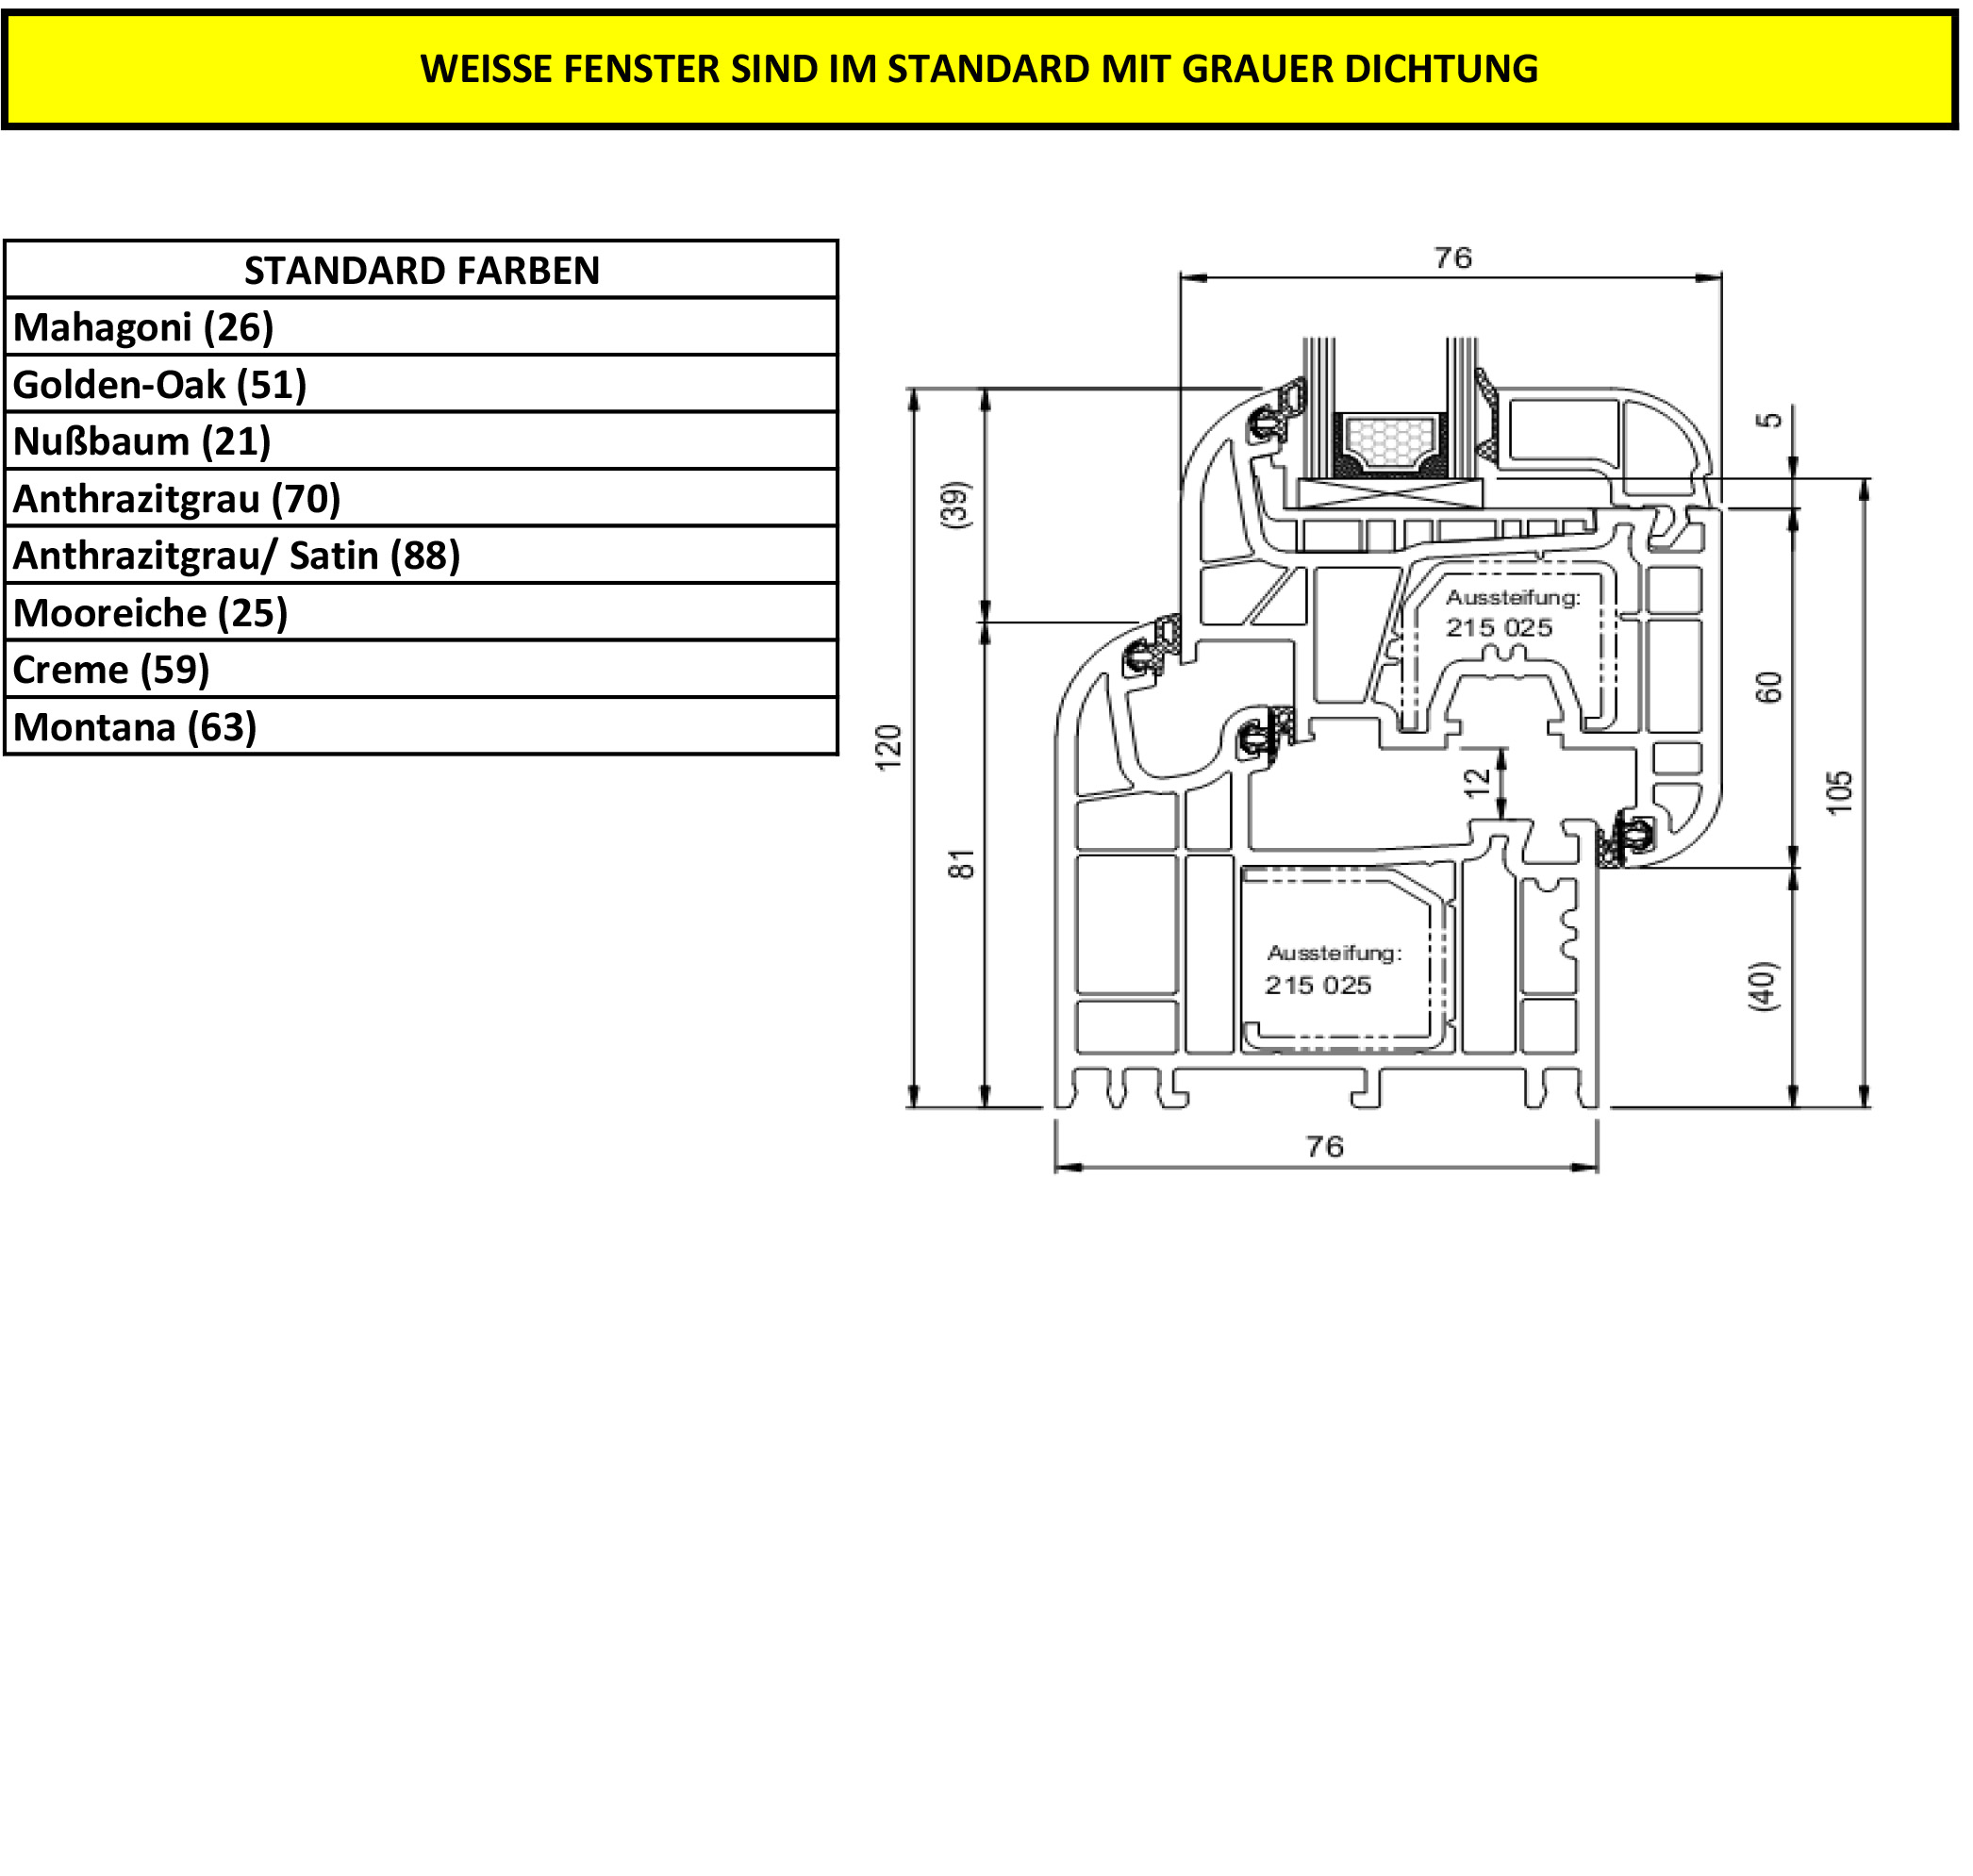 WEISSE FENSTER SIND IM STANDARD MIT GRAUER DICHTUNG
STANDARD FARBEN
Mahagoni (26)
Golden-Oak (51)
Nußbaum (21)
Anthrazitgrau (70)
Anthrazitgrau/ Satin (88)
Mooreiche (25)
Creme (59)
Montana (63)
76
5
(39)
Aussteifung:
215 025
60
120
12
105
81
Aussteifung:
215 025
(40)
76